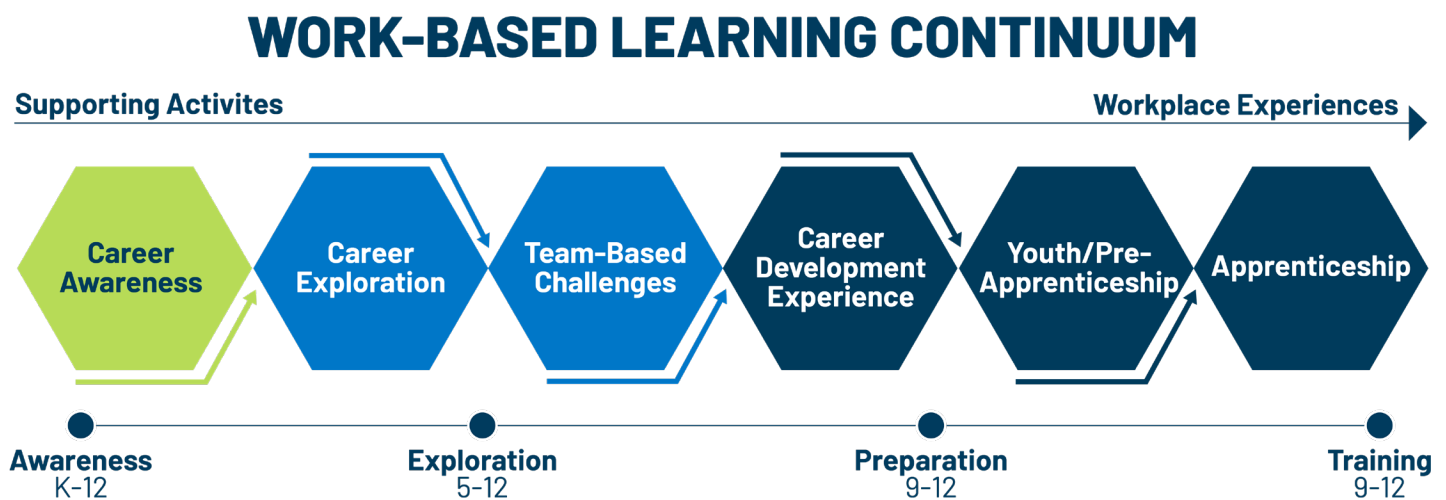 WORK-BASED LEARNING CONTINUUM
Supporting Activites
Workplace Experiences
Career
Awareness
Career
Exploration
Team-Based
Challenges
Career
Development
Experience
Youth/Pre-
Apprenticeship
Apprenticeship
Awareness
K-12
Exploration
5-12
Preparation
9-12
Training
9-12